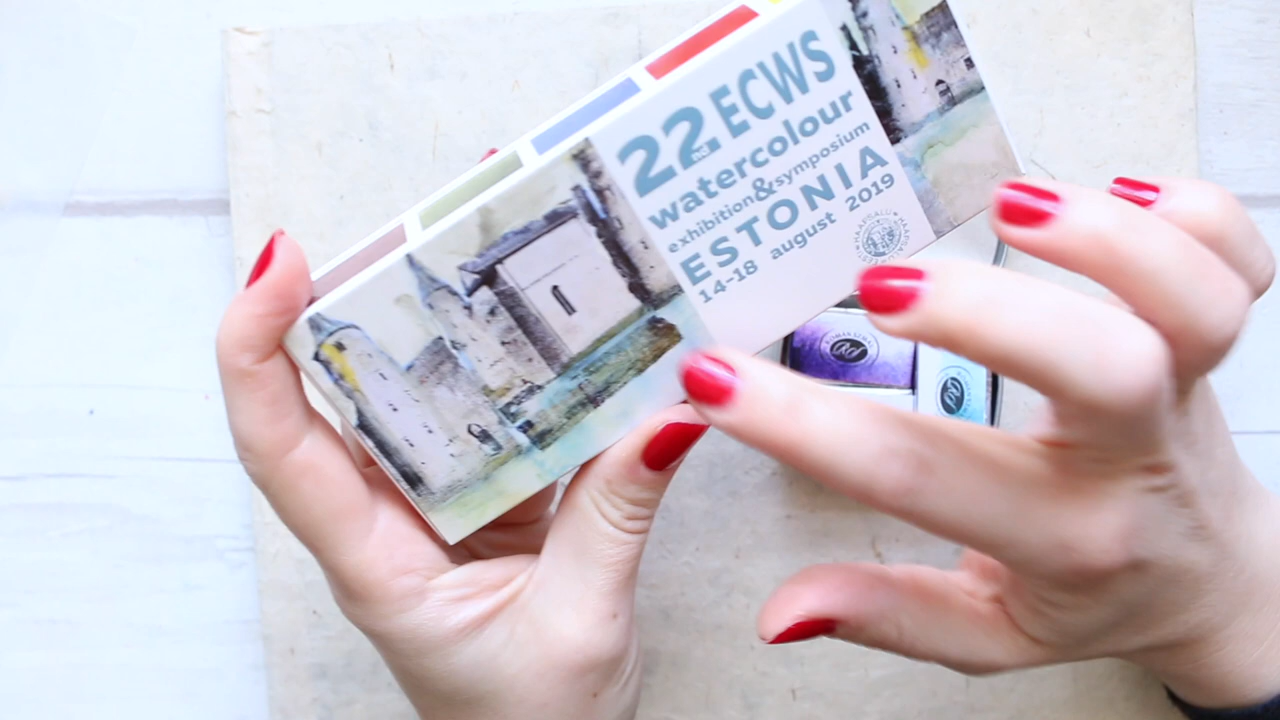 22nd ECWS
watercolour
exhibition&symposium
ESTONIA
14-18 august 2019